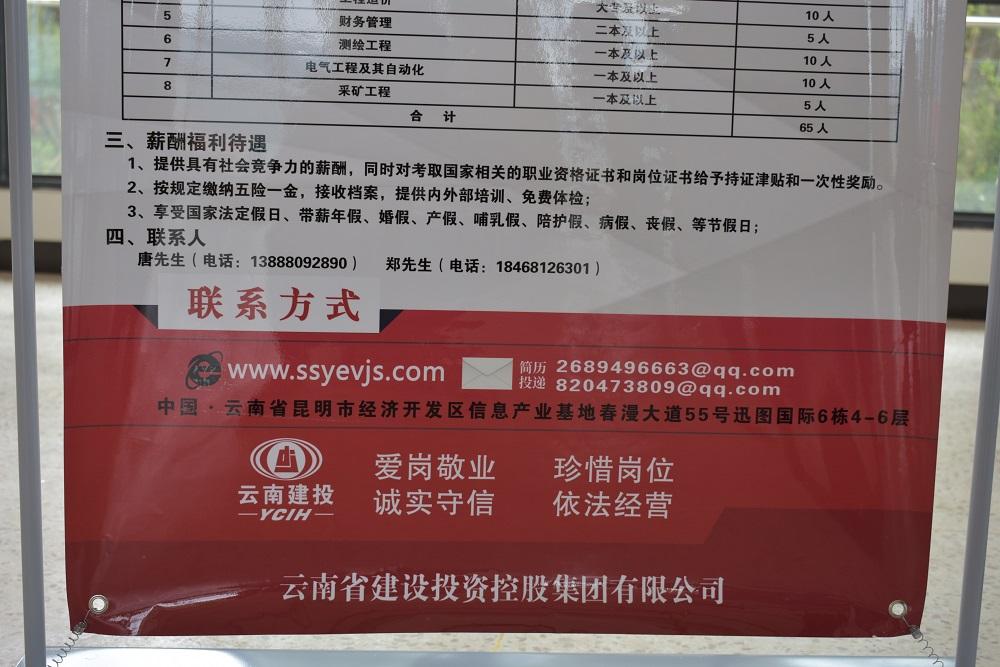 工程造价 大专及以上 10人
5 财务管理 二本及以上 5人
6 测绘工程 一本及以上 10人
7 电气工程及其自动化 一本及以上 10人
8 采矿工程 一本及以上 5人
合计 65人
三、薪酬福利待遇
1、提供具有社会竞争力的薪酬，同时对考取国家相关的职业资格证书和岗位证书给予持证津贴和一次性奖励。
2、按规定缴纳五险一金，接收档案，提供内外部培训、免费体检；
3、享受国家法定假日、带薪年假、婚假、产假、哺乳假、陪护假、病假、丧假、等节假日；
四、联系人
唐先生（电话：13888092890） 郑先生（电话：18468126301）
联系方式
www.ssyevjs.com 简历投递 2689496663@qq.com
820473809@qq.com
中国·云南省昆明市经济开发区信息产业基地春漫大道55号迅图国际6栋4-6层
云南建投
YCIH
爱岗敬业 珍惜岗位
诚实守信 依法经营
云南省建设投资控股集团有限公司